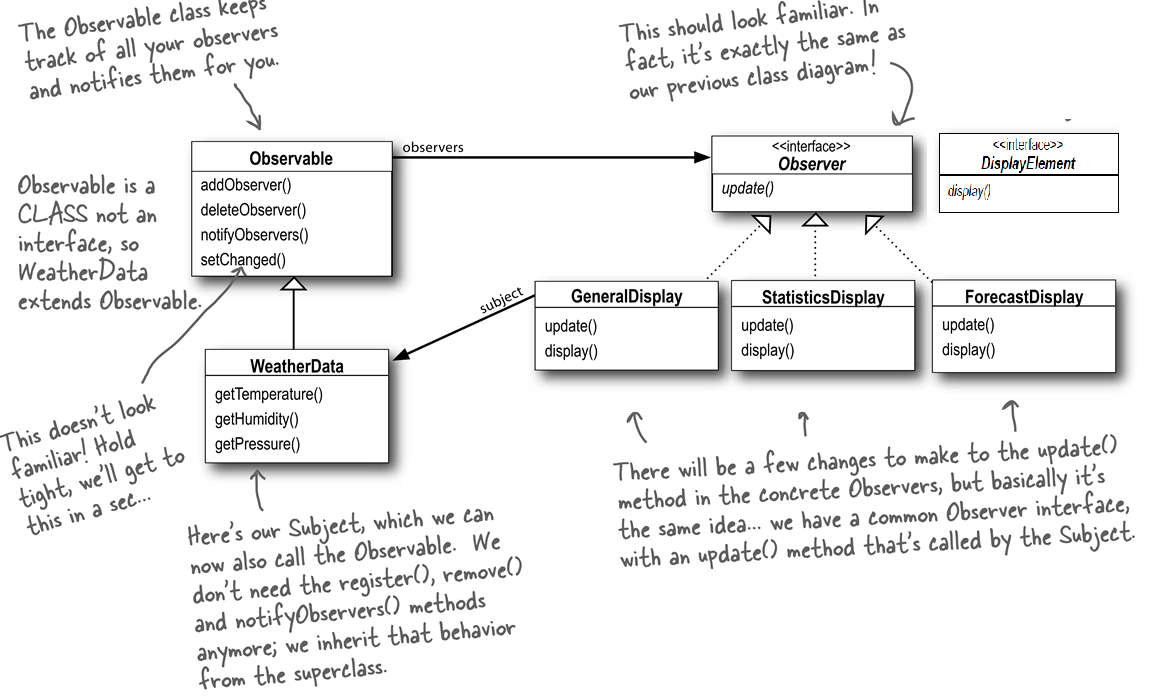 The Observable class keeps
track of all your observers
and notifies them for you.
This should look familiar. In
fact, it's exactly the same as
our previous class diagram!
Observable
addObserver()
deleteObserver()
notifyObservers()
setChanged()
observers
<<interface>>
Observer
update()
<<interface>>
DisplayElement
display()
Observable is a
CLASS not an
interface, so
WeatherData
extends Observable.
subject
GeneralDisplay
update()
display()
StatisticsDisplay
update()
display()
ForecastDisplay
update()
display()
WeatherData
getTemperature()
getHumidity()
getPressure()
This doesn't look
familiar! Hold
tight, we'll get to
this in a sec...
Here's our Subject, which we can
now also call the Observable. We
don't need the register(), remove()
and notifyObservers() methods
anymore; we inherit that behavior
from the superclass.
There will be a few changes to make to the update()
method in the concrete Observers, but basically it's
the same idea... we have a common Observer interface,
with an update() method that's called by the Subject.